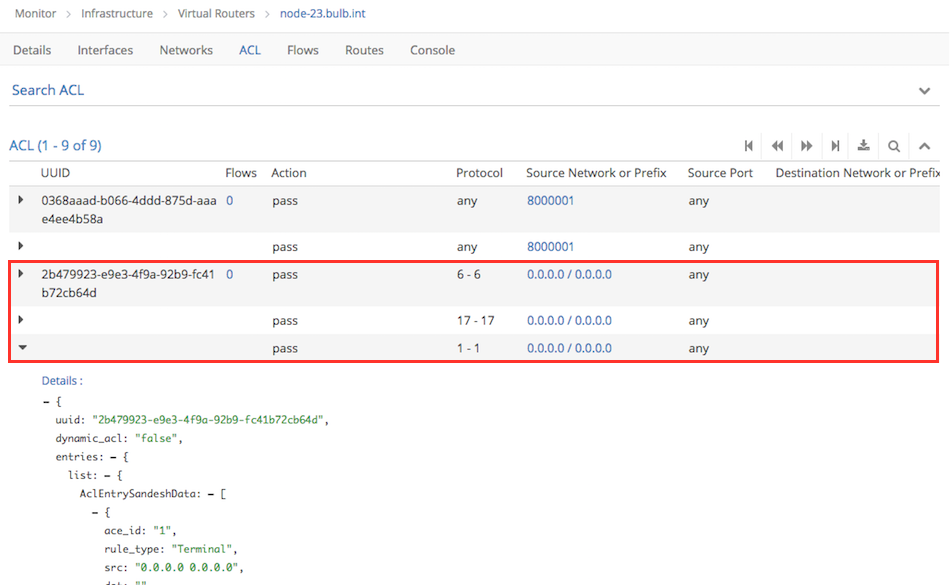 Monitor > Infrastructure > Virtual Routers > node-23.bulb.int
Details Interfaces Networks ACL Flows Routes Console
Search ACL
ACL (1 - 9 of 9)
UUID Flows Action Protocol Source Network or Prefix Source Port Destination Network or Prefix
0368aaad-b066-4ddd-875d-aaa 0 pass any 8000001 any
e4ee4b58a
pass any 8000001 any
2b479923-e9e3-4f9a-92b9-fc41 0 pass 6 - 6 0.0.0.0 / 0.0.0.0 any
b72cb64d
pass 17 - 17 0.0.0.0 / 0.0.0.0 any
pass 1 - 1 0.0.0.0 / 0.0.0.0 any
Details :
- {
uuid: "2b479923-e9e3-4f9a-92b9-fc41b72cb64d",
dynamic_acl: "false",
entries: - {
list: - {
AclEntrySandeshData: - [
- {
ace_id: "1",
rule_type: "Terminal",
src: "0.0.0.0 0.0.0.0",